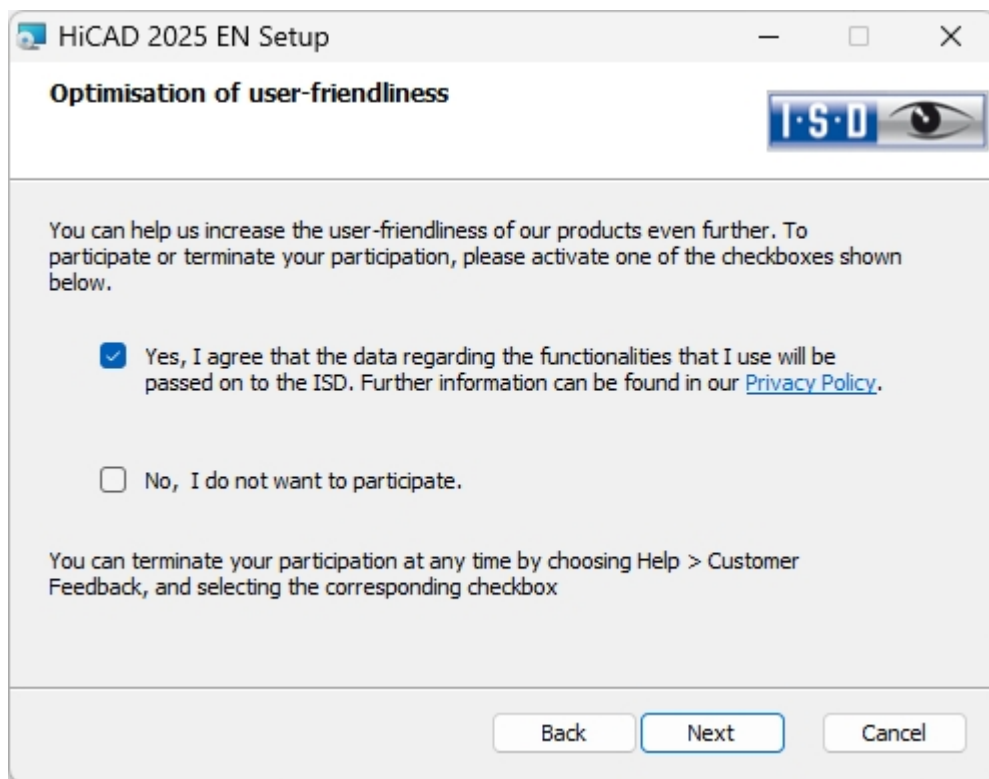 HiCAD 2025 EN Setup
Optimisation of user-friendliness
I·S·D
You can help us increase the user-friendliness of our products even further. To
participate or terminate your participation, please activate one of the checkboxes shown
below.
Yes, I agree that the data regarding the functionalities that I use will be
passed on to the ISD. Further information can be found in our Privacy Policy.
No, I do not want to participate.
You can terminate your participation at any time by choosing Help > Customer
Feedback, and selecting the corresponding checkbox
Back Next Cancel